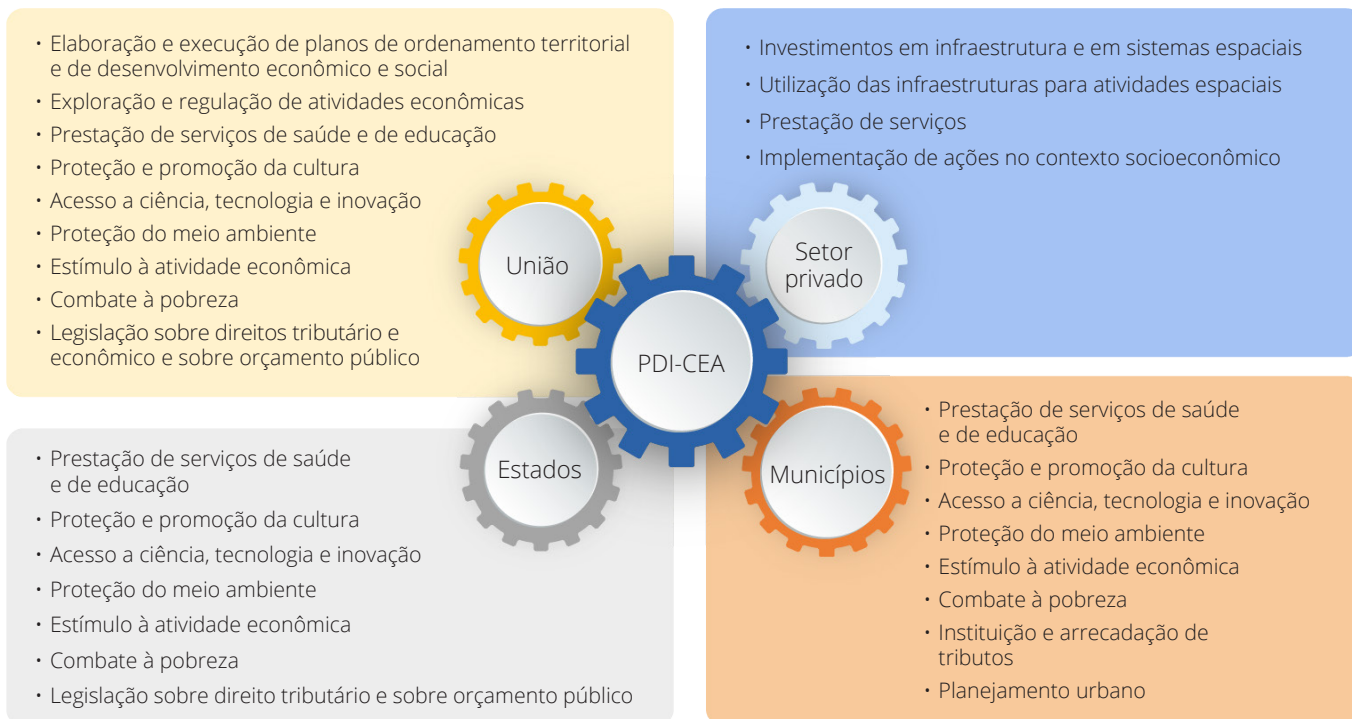 • Elaboração e execução de planos de ordenamento territorial
e de desenvolvimento econômico e social
• Exploração e regulação de atividades econômicas
• Prestação de serviços de saúde e de educação
• Proteção e promoção da cultura
• Acesso a ciência, tecnologia e inovação
• Proteção do meio ambiente
• Estímulo à atividade econômica
• Combate à pobreza
• Legislação sobre direitos tributário e
econômico e sobre orçamento público
União
• Investimentos em infraestrutura e em sistemas espaciais
• Utilização das infraestruturas para atividades espaciais
• Prestação de serviços
• Implementação de ações no contexto socioeconômico
Setor
privado
PDI-CEA
• Prestação de serviços de saúde
e de educação
• Proteção e promoção da cultura
• Acesso a ciência, tecnologia e inovação
• Proteção do meio ambiente
• Estímulo à atividade econômica
• Combate à pobreza
• Legislação sobre direito tributário e sobre orçamento público
Estados
Municípios
• Prestação de serviços de saúde
e de educação
• Proteção e promoção da cultura
• Acesso a ciência, tecnologia e inovação
• Proteção do meio ambiente
• Estímulo à atividade econômica
• Combate à pobreza
• Instituição e arrecadação de
tributos
• Planejamento urbano